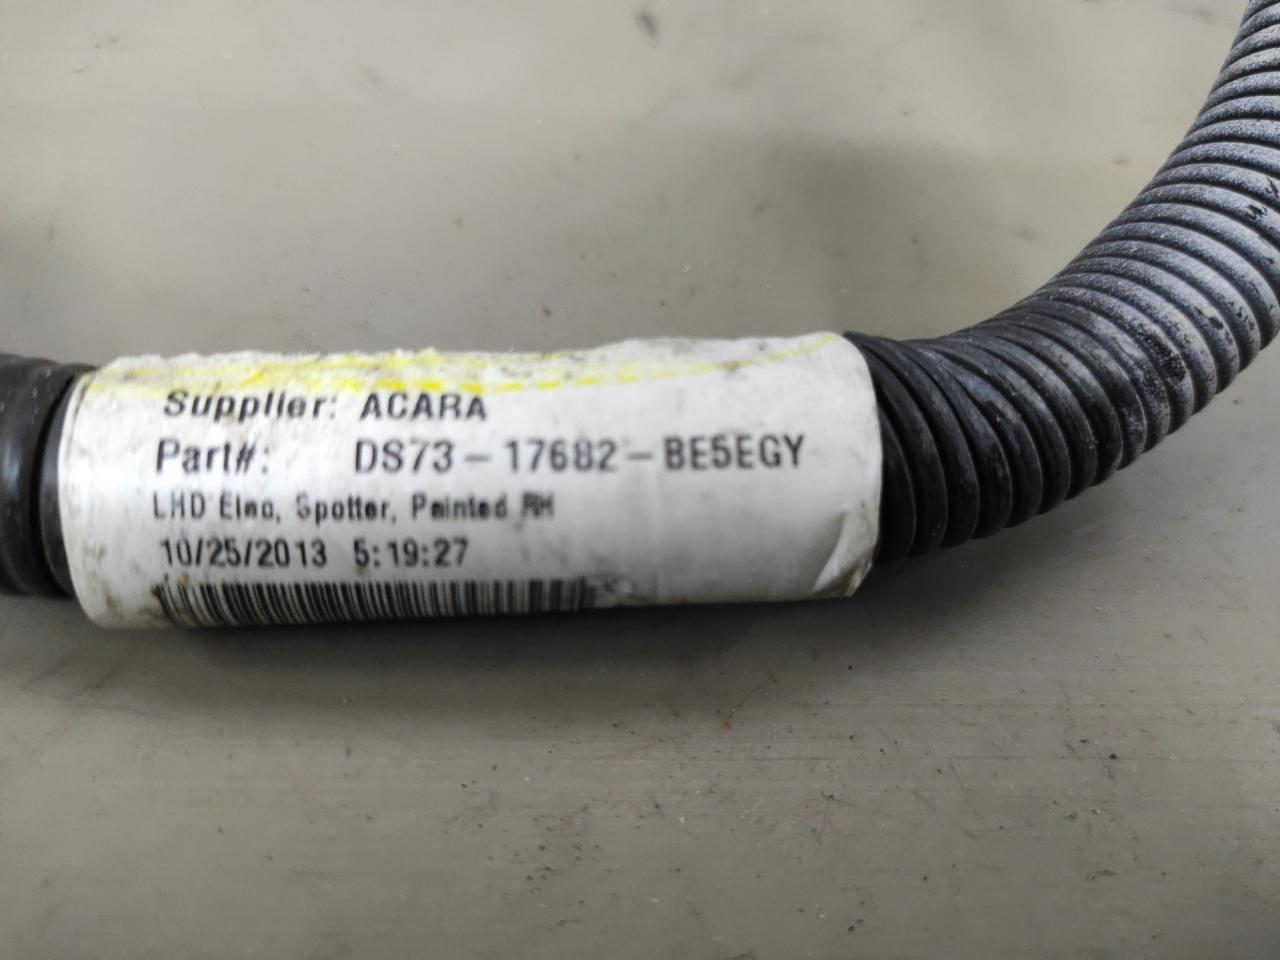 Supplier: ACARA
Part#: DS73-17682-BE5EGY
LHD Elec, Spotter, Painted RH
10/25/2013 5:19:27